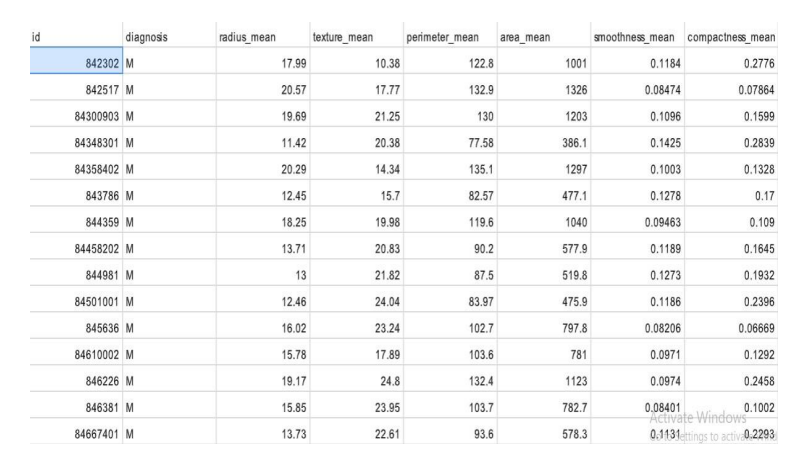 id diagnosis radius_mean texture_mean perimeter_mean area_mean smoothness_mean compactness_mean
842302 M 17.99 10.38 122.8 1001 0.1184 0.2776
842517 M 20.57 17.77 132.9 1326 0.08474 0.07864
84300903 M 19.69 21.25 130 1203 0.1096 0.1599
84348301 M 11.42 20.38 77.58 386.1 0.1425 0.2839
84358402 M 20.29 14.34 135.1 1297 0.1003 0.1328
843786 M 12.45 15.7 82.57 477.1 0.1278 0.17
844359 M 18.25 19.98 119.6 1040 0.09463 0.109
84458202 M 13.71 20.83 90.2 577.9 0.1189 0.1645
844981 M 13 21.82 87.5 519.8 0.1273 0.1932
84501001 M 12.46 24.04 83.97 475.9 0.1186 0.2396
845636 M 16.02 23.24 102.7 797.8 0.08206 0.06669
84610002 M 15.78 17.89 103.6 781 0.0971 0.1292
846226 M 19.17 24.8 132.4 1123 0.0974 0.2458
846381 M 15.85 23.95 103.7 782.7 0.08401 0.1002
Activate Windows
84667401 M 13.73 22.61 93.6 578.3 0.1131 0.2293
settings to activate